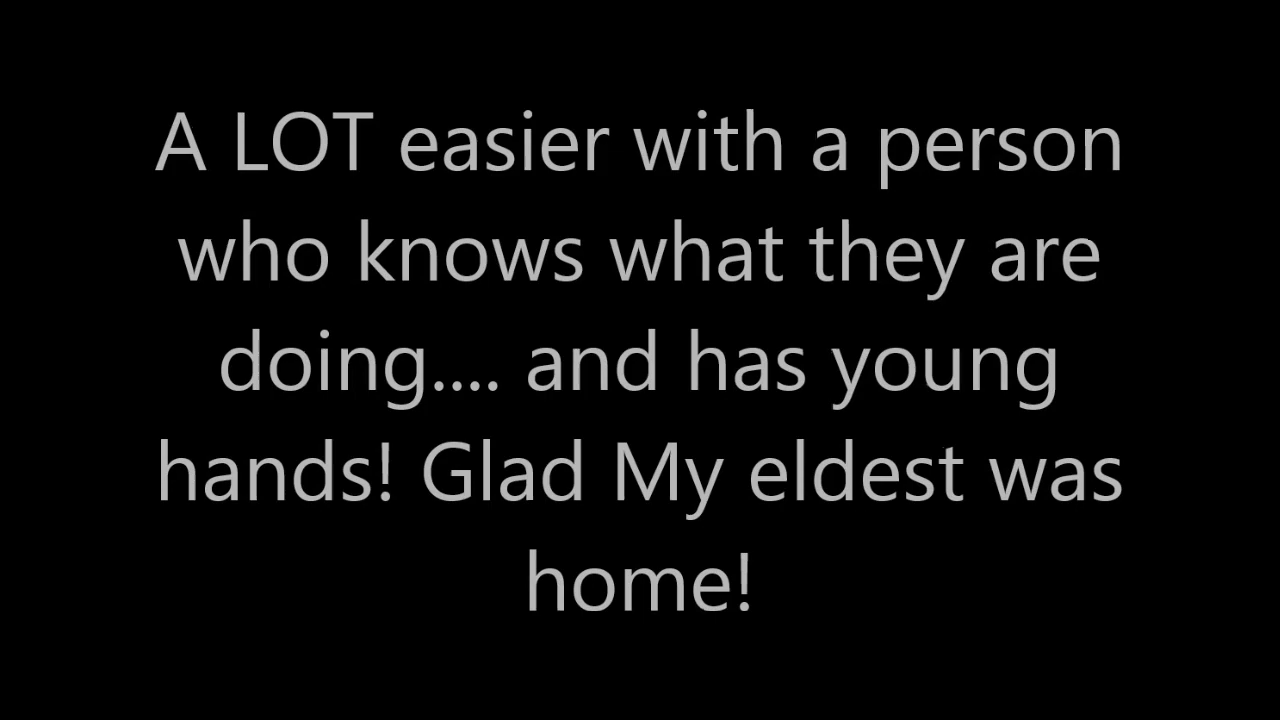 A LOT easier with a person
who knows what they are
doing.... and has young
hands! Glad My eldest was
home!